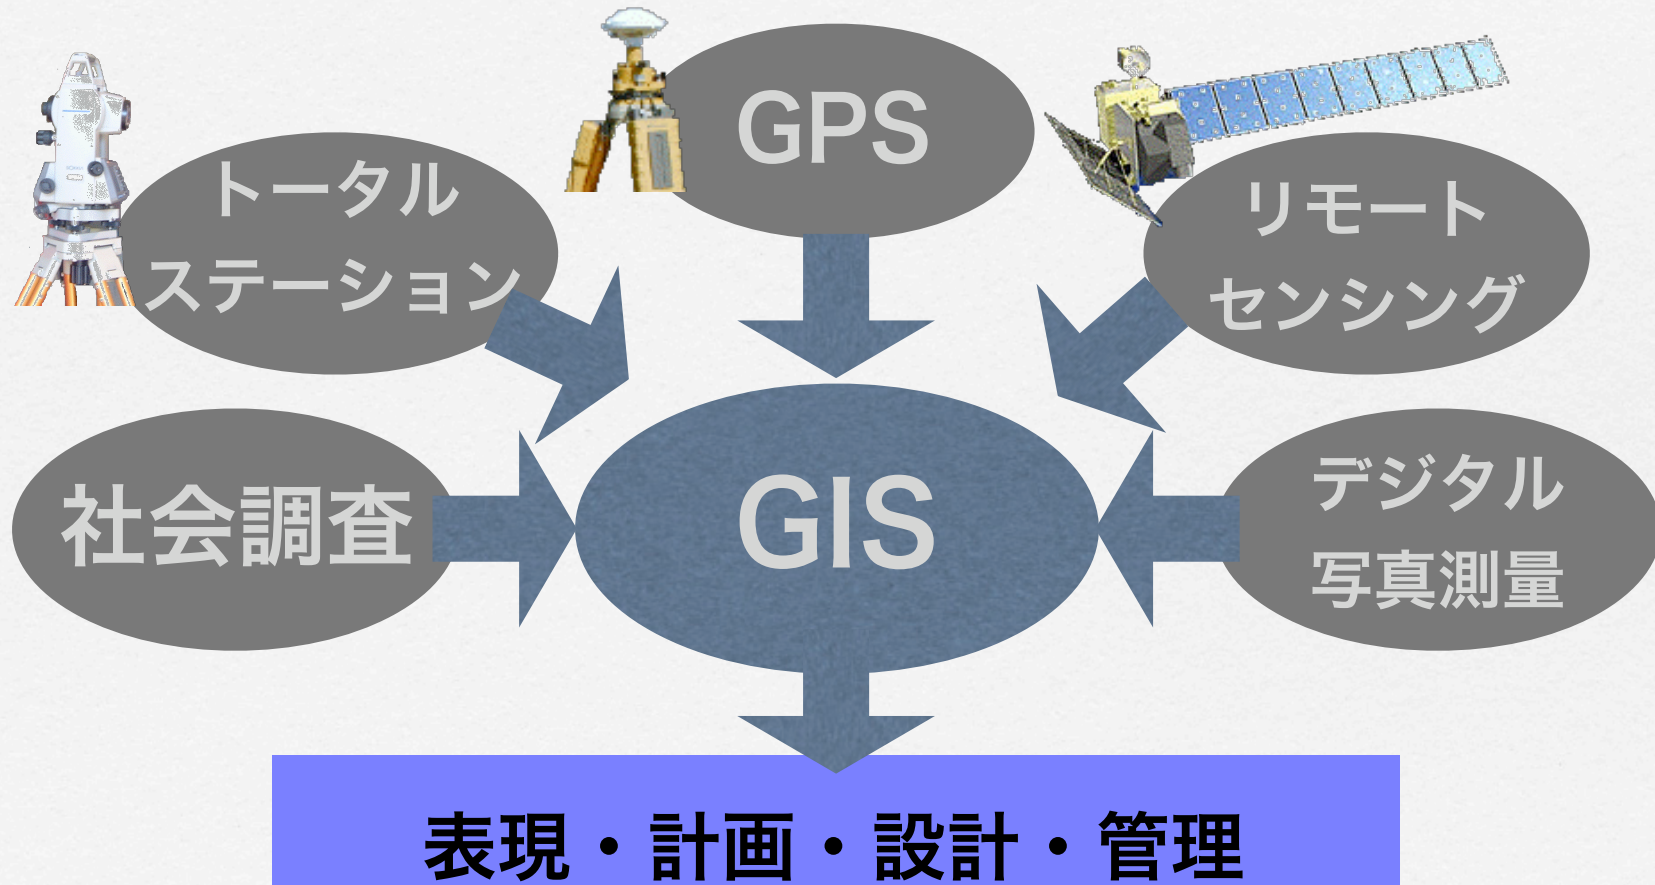 GPS
トータル
ステーション
リモート
センシング
社会調査
GIS
デジタル
写真測量
表現・計画・設計・管理